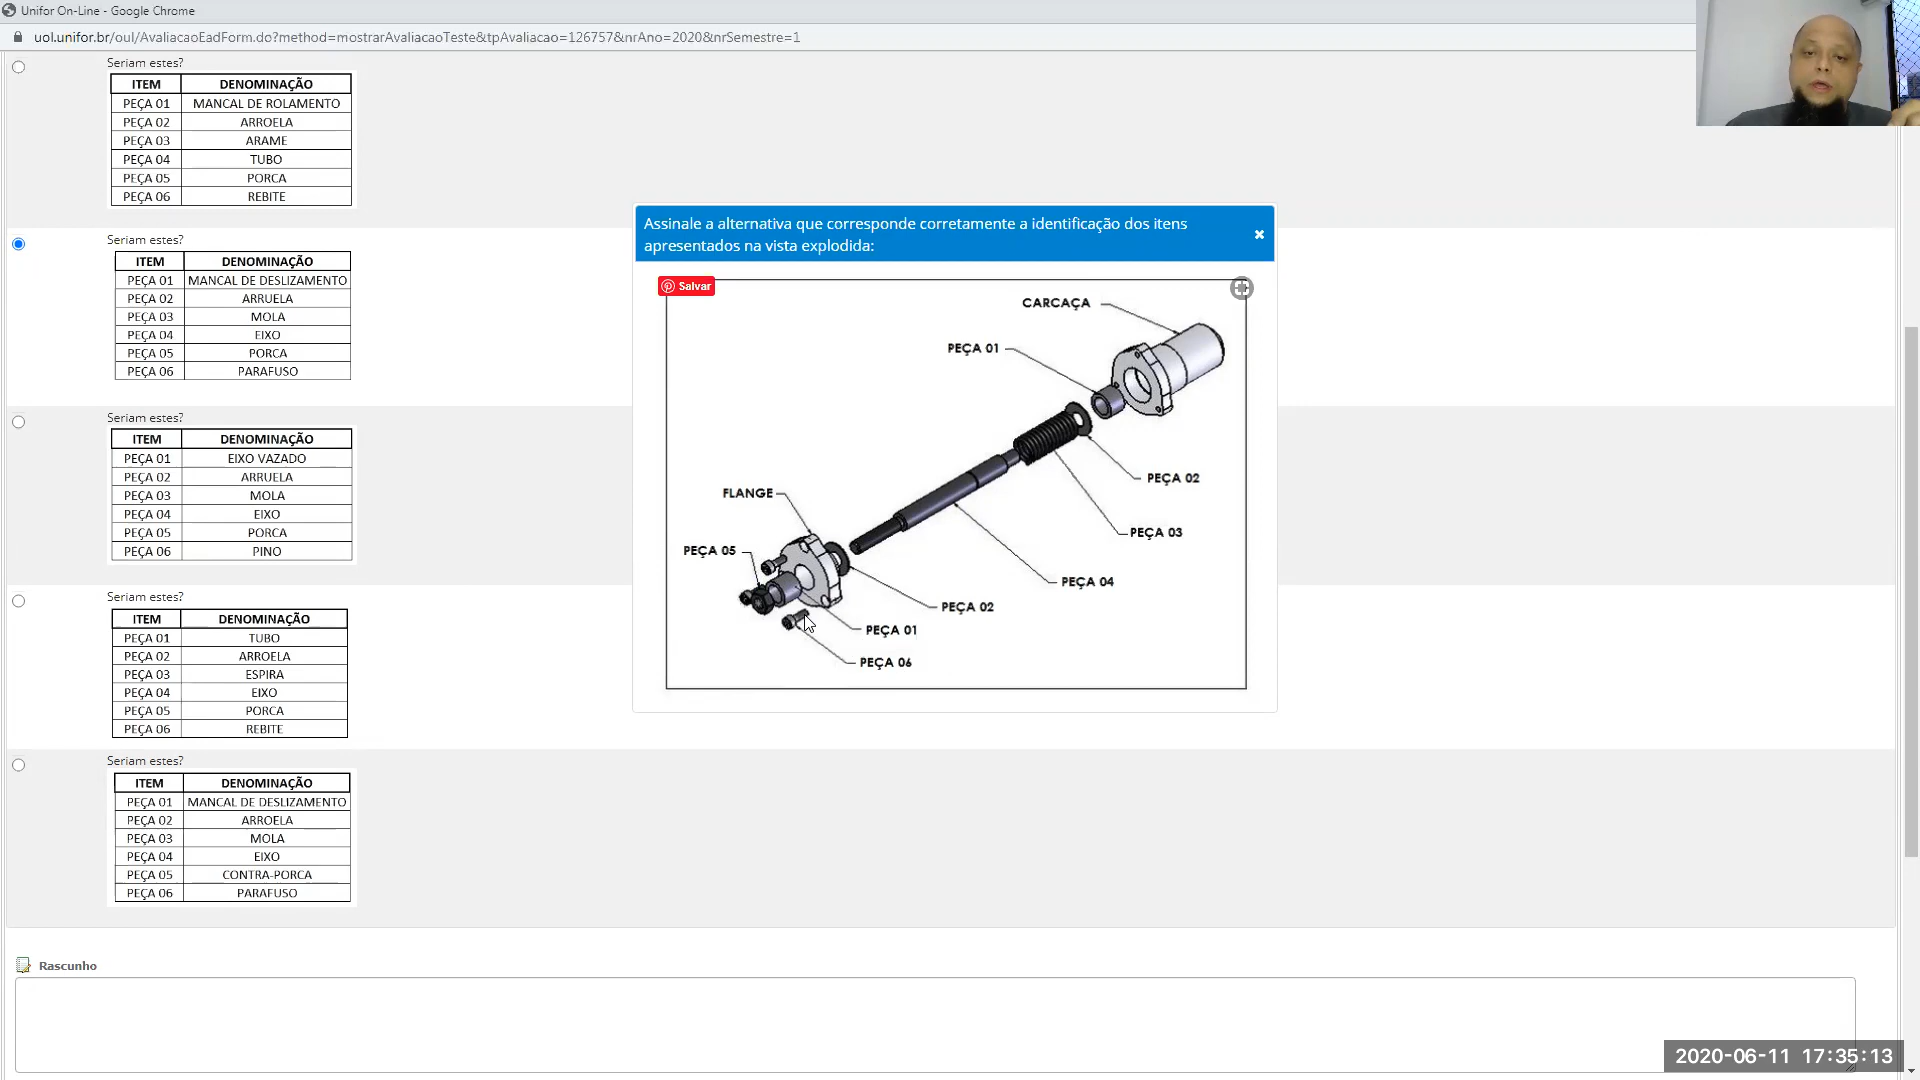 Unifor On-Line - Google Chrome
uol.unifor.br/oul/AvaliacaoEadForm.do?method=mostrarAvaliacaoTeste&tpAvaliacao=126757&nrAno=2020&nrSemestre=1
Seriam estes?
ITEM DENOMINAÇÃO
PEÇA 01 MANCAL DE ROLAMENTO
PEÇA 02 ARROELA
PEÇA 03 ARAME
PEÇA 04 TUBO
PEÇA 05 PORCA
PEÇA 06 REBITE
Seriam estes?
ITEM DENOMINAÇÃO
PEÇA 01 MANCAL DE DESLIZAMENTO
PEÇA 02 ARRUELA
PEÇA 03 MOLA
PEÇA 04 EIXO
PEÇA 05 PORCA
PEÇA 06 PARAFUSO
Seriam estes?
ITEM DENOMINAÇÃO
PEÇA 01 EIXO VAZADO
PEÇA 02 ARRUELA
PEÇA 03 MOLA
PEÇA 04 EIXO
PEÇA 05 PORCA
PEÇA 06 PINO
Seriam estes?
ITEM DENOMINAÇÃO
PEÇA 01 TUBO
PEÇA 02 ARROELA
PEÇA 03 ESPIRA
PEÇA 04 EIXO
PEÇA 05 PORCA
PEÇA 06 REBITE
Seriam estes?
ITEM DENOMINAÇÃO
PEÇA 01 MANCAL DE DESLIZAMENTO
PEÇA 02 ARROELA
PEÇA 03 MOLA
PEÇA 04 EIXO
PEÇA 05 CONTRA-PORCA
PEÇA 06 PARAFUSO
Assinale a alternativa que corresponde corretamente a identificação dos itens
apresentados na vista explodida:
Salvar
CARCAÇA
PEÇA 01
PEÇA 02
FLANGE
PEÇA 03
PEÇA 05
PEÇA 04
PEÇA 02
PEÇA 01
PEÇA 06
Rascunho
2020-06-11 17:35:13